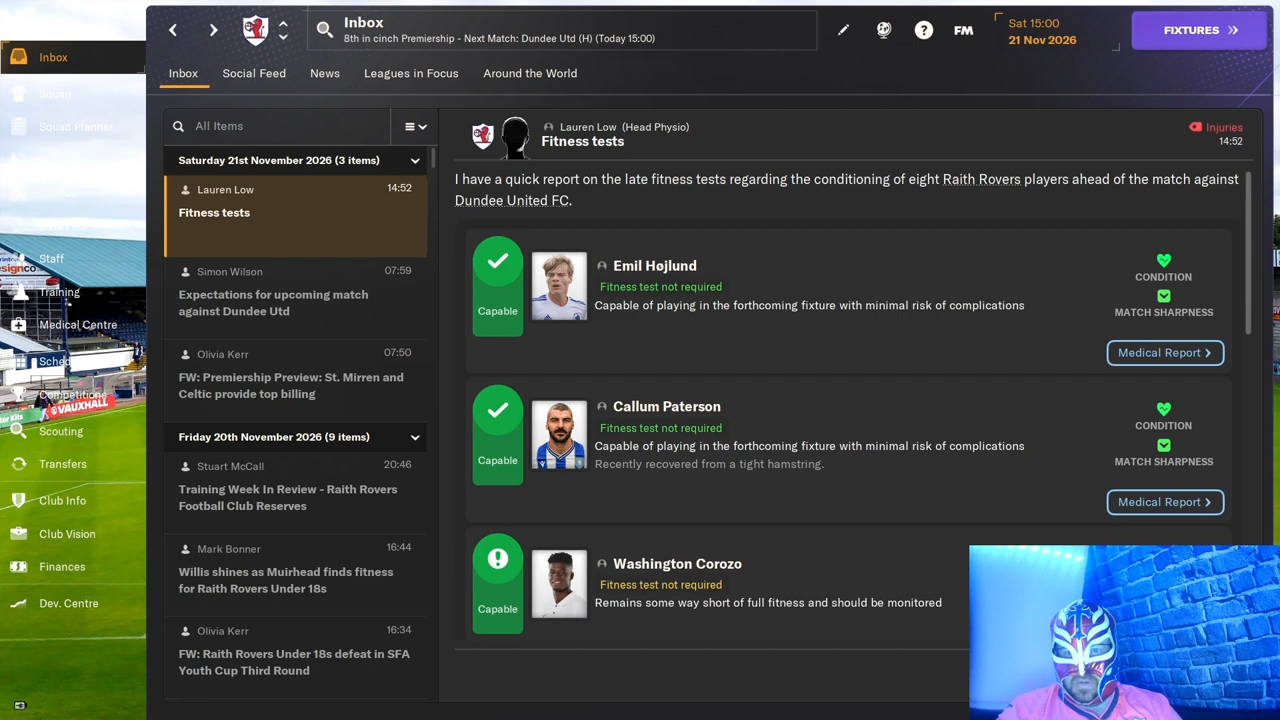 Inbox
8th in cinch Premiership - Next Match: Dundee Utd (H) (Today 15:00)
FM
Sat 15:00
21 Nov 2026
FIXTURES
Inbox
Social Feed
News
Leagues in Focus
Around the World
Inbox
Squad
Squad Planner
Staff
Training
Medical Centre
Sched
Competitions
VAUXHALL
Scouting
Transfers
Club Info
Club Vision
Finances
Dev. Centre
All Items
Saturday 21st November 2026 (3 items)
Lauren Low 14:52
Fitness tests
Simon Wilson 07:59
Expectations for upcoming match
against Dundee Utd
Olivia Kerr 07:50
FW: Premiership Preview: St. Mirren and
Celtic provide top billing
Friday 20th November 2026 (9 items)
Stuart McCall 20:46
Training Week In Review - Raith Rovers
Football Club Reserves
Mark Bonner 16:44
Willis shines as Muirhead finds fitness
for Raith Rovers Under 18s
Olivia Kerr 16:34
FW: Raith Rovers Under 18s defeat in SFA
Youth Cup Third Round
Lauren Low (Head Physio)
Fitness tests
Injuries
14:52
I have a quick report on the late fitness tests regarding the conditioning of eight Raith Rovers players ahead of the match against
Dundee United FC.
Capable
Emil Hojlund
Fitness test not required
Capable of playing in the forthcoming fixture with minimal risk of complications
CONDITION
MATCH SHARPNESS
Medical Report
Capable
Callum Paterson
Fitness test not required
Capable of playing in the forthcoming fixture with minimal risk of complications
Recently recovered from a tight hamstring.
CONDITION
MATCH SHARPNESS
Medical Report
Capable
Washington Corozo
Fitness test not required
Remains some way short of full fitness and should be monitored